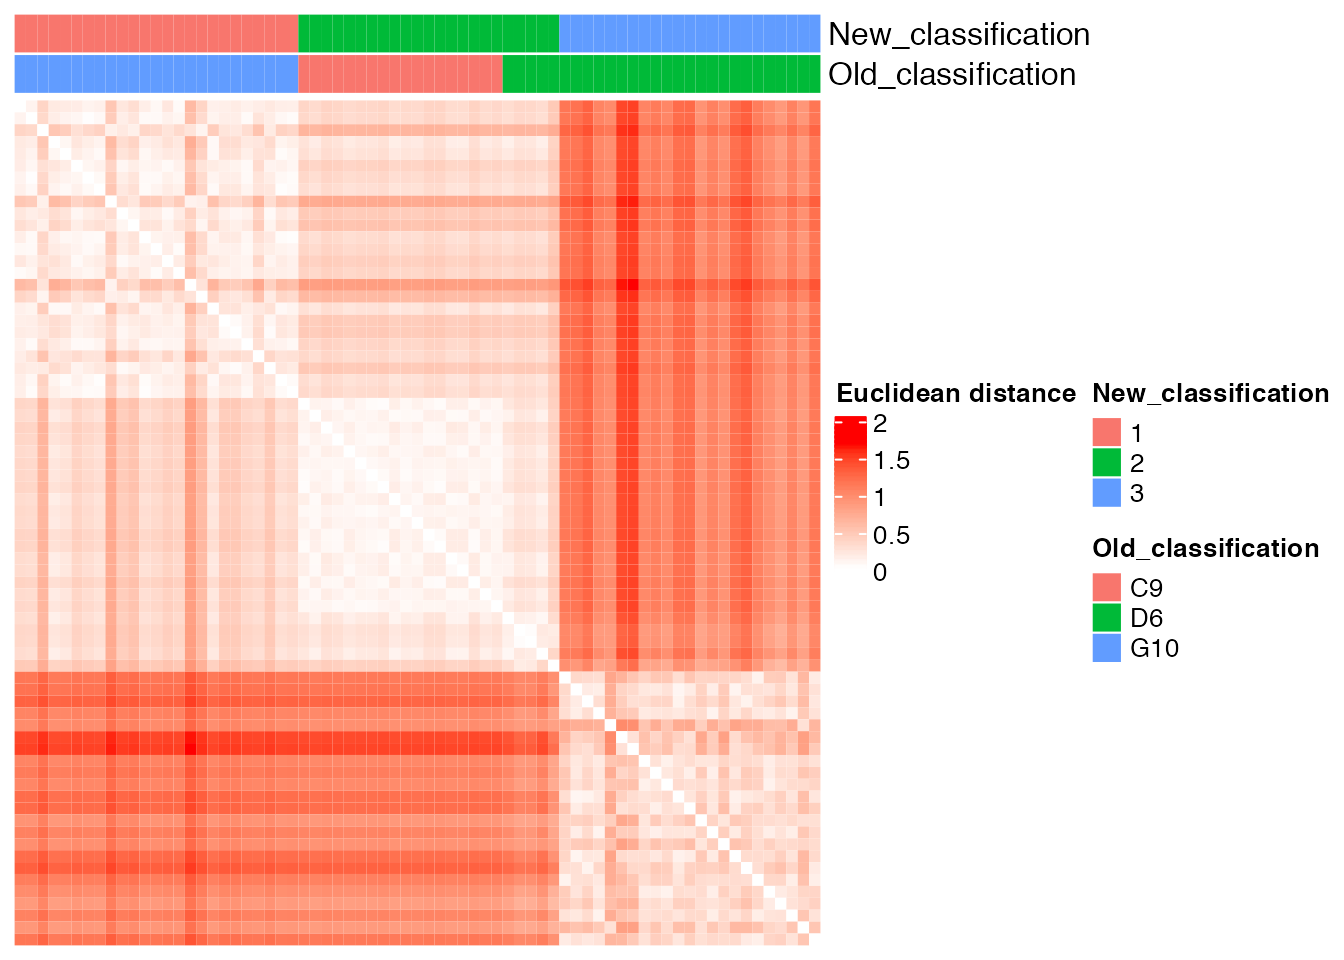 New_classification
Old_classification
Euclidean distance
2
1.5
1
0.5
0
New_classification
1
2
3
Old_classification
C9
D6
G10